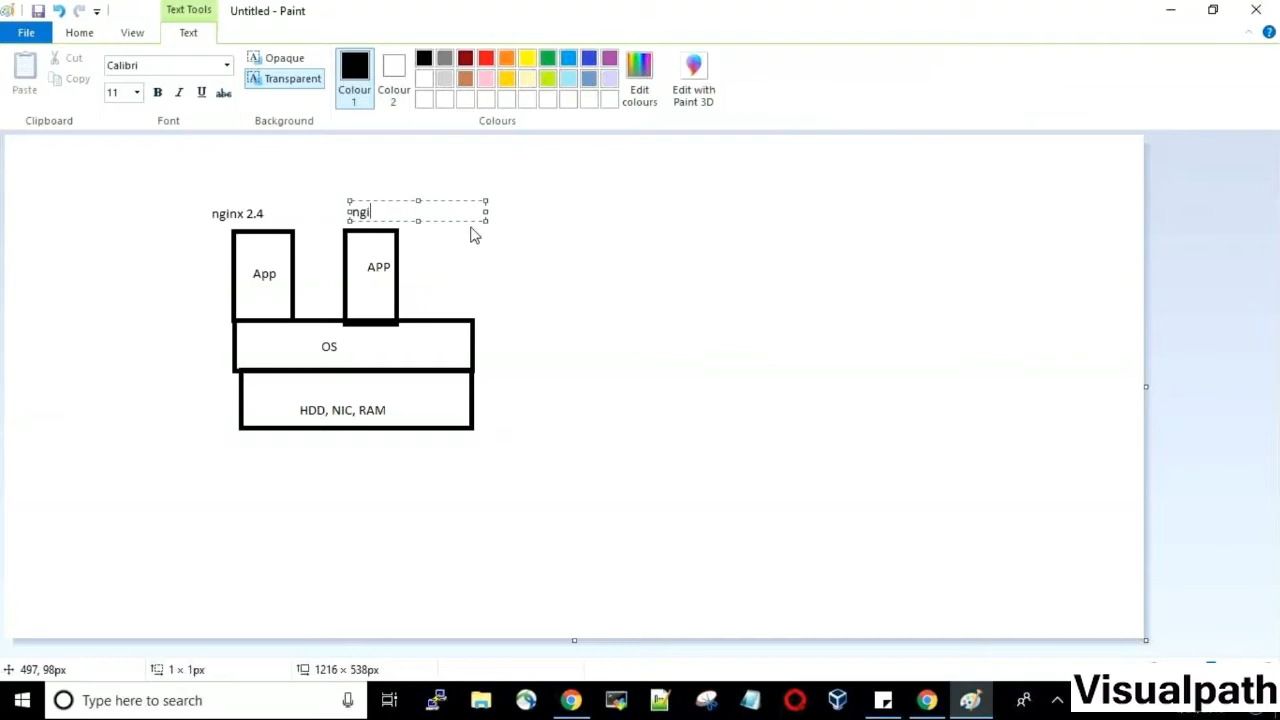 Text Tools
Untitled - Paint
File
Home
View
Text
Paste
Cut
Copy
Clipboard
Calibri
11
B I U abc
Font
Opaque
Transparent
Background
Colour 1
Colour 2
Edit colours
Edit with Paint 3D
Colours
nginx 2.4
ngi
App
APP
OS
HDD, NIC, RAM
497, 98px
1 × 1px
1216 × 538px
Type here to search
Visualpath